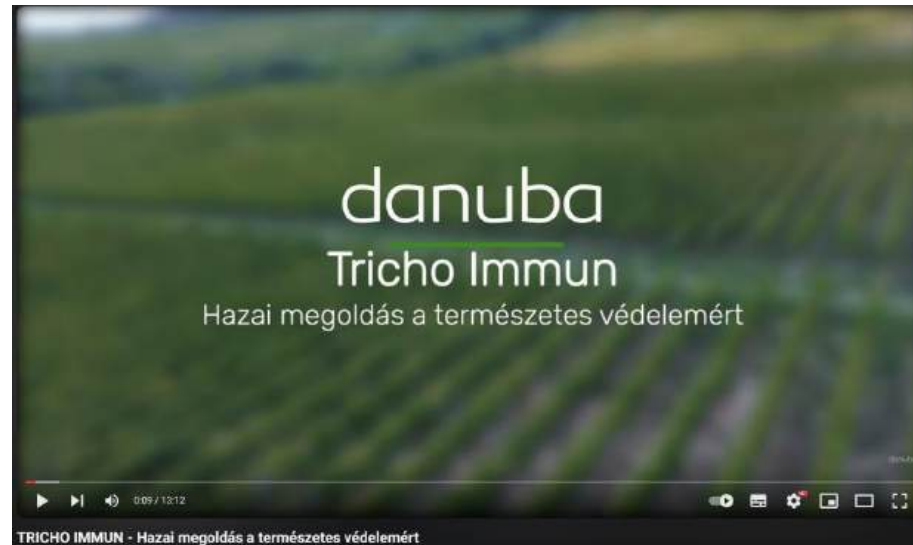 danuba
Tricho Immun
Hazai megoldás a természetes védelemért
0:09 / 13:12
TRICHO IMMUN - Hazai megoldás a természetes védelemért